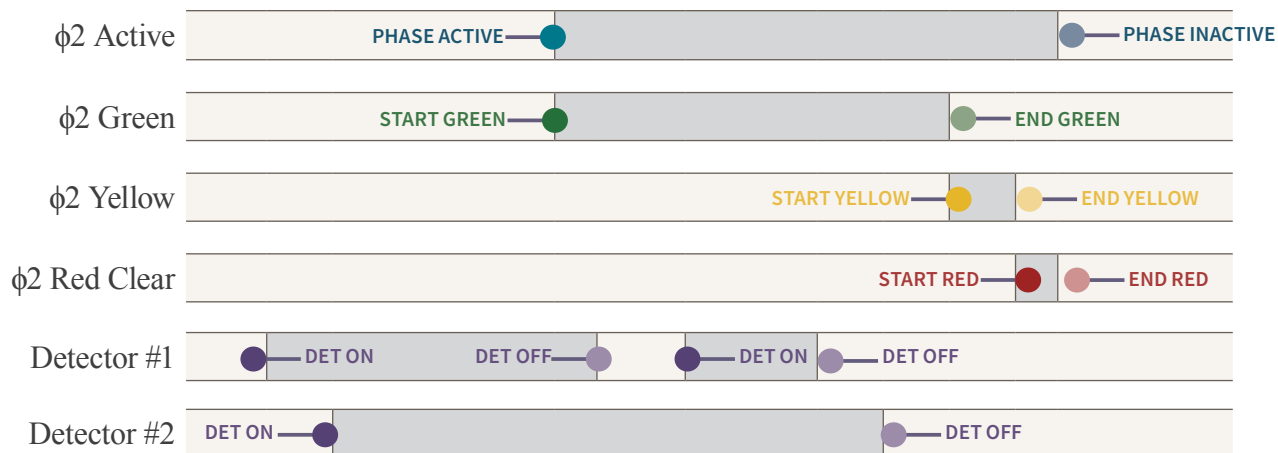 ϕ2 Active PHASE ACTIVE PHASE INACTIVE
ϕ2 Green START GREEN END GREEN
ϕ2 Yellow START YELLOW END YELLOW
ϕ2 Red Clear START RED END RED
Detector #1 DET ON DET OFF DET ON DET OFF
Detector #2 DET ON DET OFF